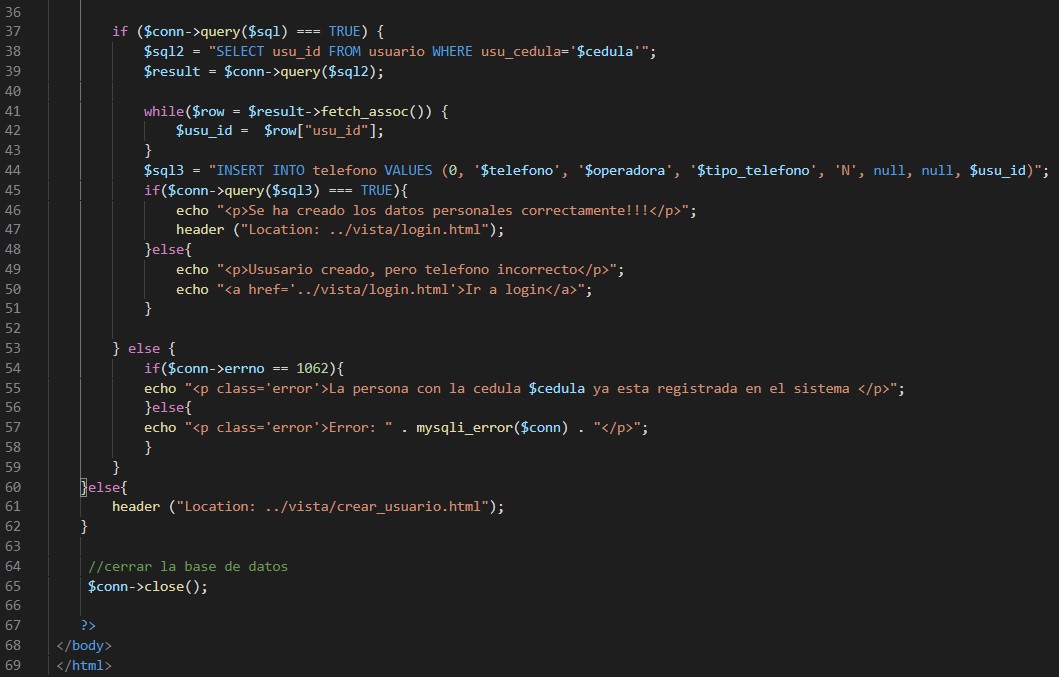 36
37 if ($conn->query($sql) === TRUE) {
38 $sql2 = "SELECT usu_id FROM usuario WHERE usu_cedula='$cedula'";
39 $result = $conn->query($sql2);
40
41 while($row = $result->fetch_assoc()) {
42 $usu_id =  $row["usu_id"];
43 }
44 $sql3 = "INSERT INTO telefono VALUES (0, '$telefono', '$operadora', '$tipo_telefono', 'N', null, null, $usu_id)";
45 if($conn->query($sql3) === TRUE){
46 echo "<p>Se ha creado los datos personales correctamente!!!</p>";
47 header ("Location: ../vista/login.html");
48 }else{
49 echo "<p>Ususario creado, pero telefono incorrecto</p>";
50 echo "<a href='../vista/login.html'>Ir a login</a>";
51 }
52
53 } else {
54 if($conn->errno == 1062){
55 echo "<p class='error'>La persona con la cedula $cedula ya esta registrada en el sistema </p>";
56 }else{
57 echo "<p class='error'>Error: " . mysqli_error($conn) . "</p>";
58 }
59 }
60 }else{
61 header ("Location: ../vista/crear_usuario.html");
62 }
63
64 //cerrar la base de datos
65 $conn->close();
66
67 ?>
68 </body>
69 </html>